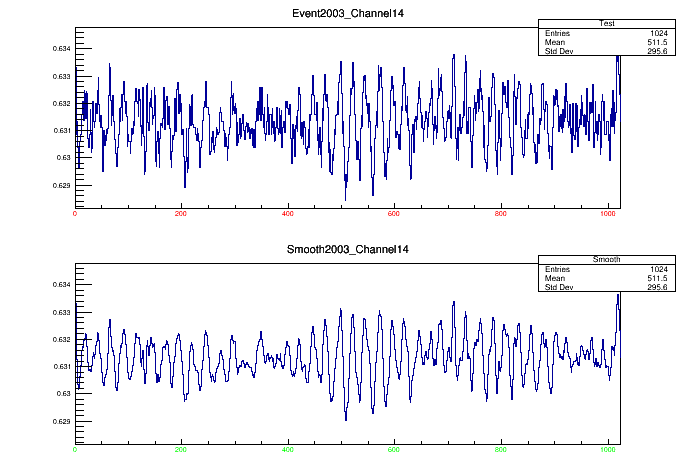 Event2003_Channel14
Test
Entries 1024
Mean 511.5
Std Dev 295.6
0.634
0.633
0.632
0.631
0.63
0.629
0 200 400 600 800 1000
Smooth2003_Channel14
Smooth
Entries 1024
Mean 511.5
Std Dev 295.6
0.634
0.633
0.632
0.631
0.63
0.629
0 200 400 600 800 1000